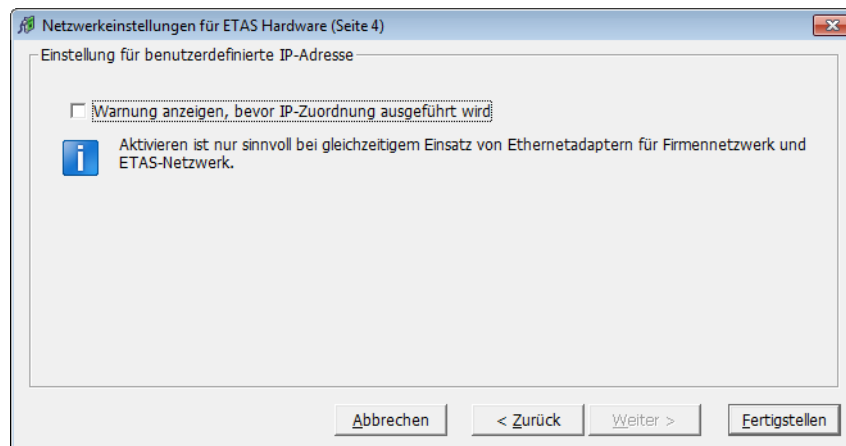 Netzwerkeinstellungen für ETAS Hardware (Seite 4)
Einstellung für benutzerdefinierte IP-Adresse
Warnung anzeigen, bevor IP-Zuordnung ausgeführt wird
Aktivieren ist nur sinnvoll bei gleichzeitigem Einsatz von Ethernetadaptern für Firmennetzwerk und
ETAS-Netzwerk.
Abbrechen
< Zurück
Weiter >
Fertigstellen